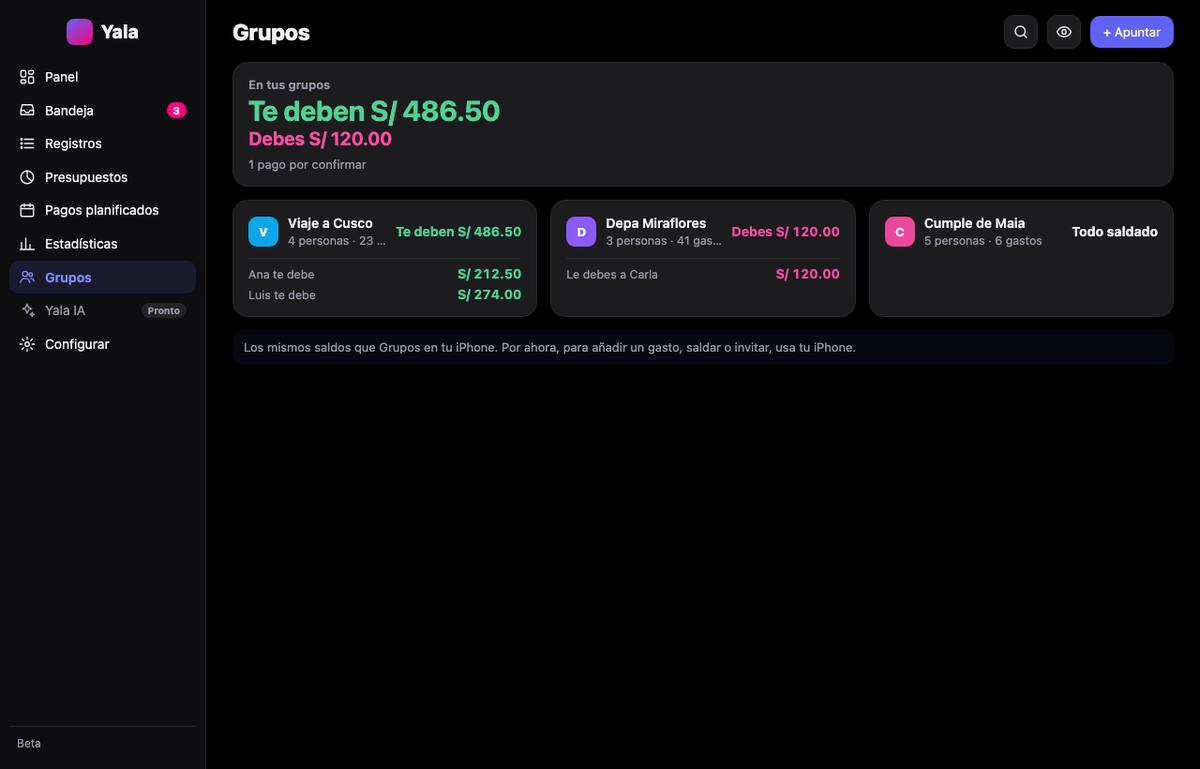 Yala
Panel
Bandeja 3
Registros
Presupuestos
Pagos planificados
Estadísticas
Grupos
Yala IA Pronto
Configurar
Beta
Grupos
+ Apuntar
En tus grupos
Te deben S/ 486.50
Debes S/ 120.00
1 pago por confirmar
V
Viaje a Cusco
4 personas · 23 ...
Te deben S/ 486.50
Ana te debe S/ 212.50
Luis te debe S/ 274.00
D
Depa Miraflores
3 personas · 41 gas...
Debes S/ 120.00
Le debes a Carla S/ 120.00
C
Cumple de Maia
5 personas · 6 gastos
Todo saldado
Los mismos saldos que Grupos en tu iPhone. Por ahora, para añadir un gasto, saldar o invitar, usa tu iPhone.